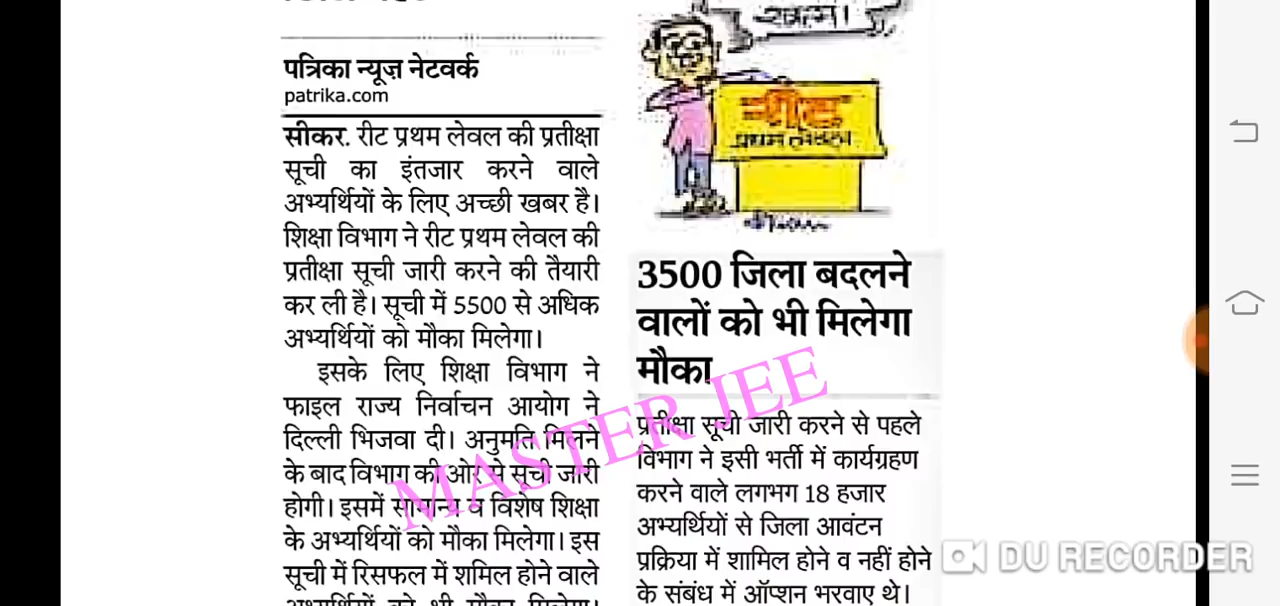 पत्रिका न्यूज़ नेटवर्क
patrika.com
सीकर. रीट प्रथम लेवल की प्रतीक्षा
सूची का इंतजार करने वाले
अभ्यर्थियों के लिए अच्छी खबर है।
शिक्षा विभाग ने रीट प्रथम लेवल की
प्रतीक्षा सूची जारी करने की तैयारी
कर ली है। सूची में 5500 से अधिक
अभ्यर्थियों को मौका मिलेगा।
इसके लिए शिक्षा विभाग ने
फाइल राज्य निर्वाचन आयोग ने
दिल्ली भिजवा दी। अनुमति मिलने
के बाद विभाग की ओर से सूची जारी
होगी। इसमें सामान्य व विशेष शिक्षा
के अभ्यर्थियों को मौका मिलेगा। इस
सूची में रिसफल में शमिल होने वाले
अभ्यर्थियों को भी मौका मिलेगा।
रीट
प्रथम लेवल
3500 जिला बदलने
वालों को भी मिलेगा
मौका
प्रतीक्षा सूची जारी करने से पहले
विभाग ने इसी भर्ती में कार्यग्रहण
करने वाले लगभग 18 हजार
अभ्यर्थियों से जिला आवंटन
प्रक्रिया में शामिल होने व नहीं होने
के संबंध में ऑप्शन भरवाए थे।
MASTER JEE
DU RECORDER